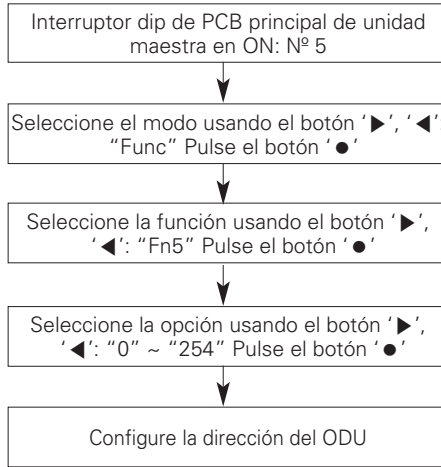 Interruptor dip de PCB principal de unidad
maestra en ON: Nº 5
Seleccione el modo usando el botón ‘▶’, ‘◀’:
“Func” Pulse el botón ‘●’
Seleccione la función usando el botón ‘▶’,
‘◀’: “Fn5” Pulse el botón ‘●’
Seleccione la opción usando el botón ‘▶’,
‘◀’: “0” ~ “254” Pulse el botón ‘●’
Configure la dirección del ODU